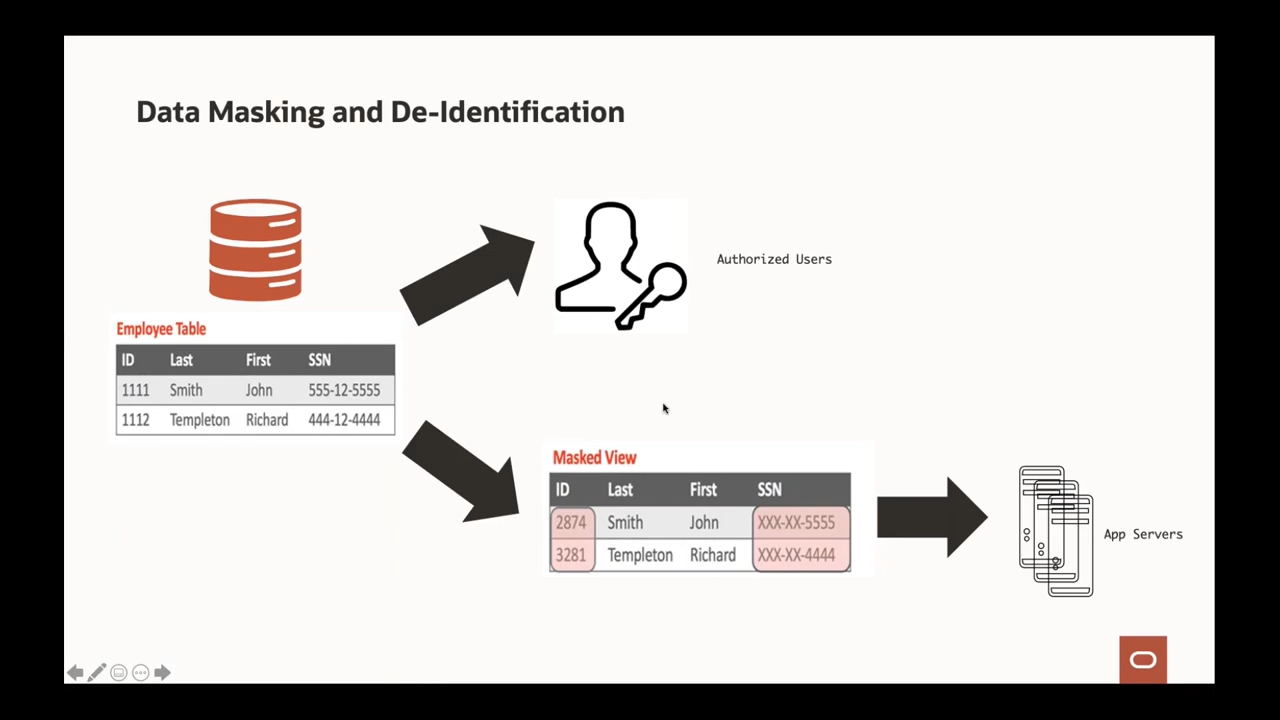 Data Masking and De-Identification
Authorized Users
Employee Table
ID Last First SSN
1111 Smith John 555-12-5555
1112 Templeton Richard 444-12-4444
Masked View
ID Last First SSN
2874 Smith John XXX-XX-5555
3281 Templeton Richard XXX-XX-4444
App Servers